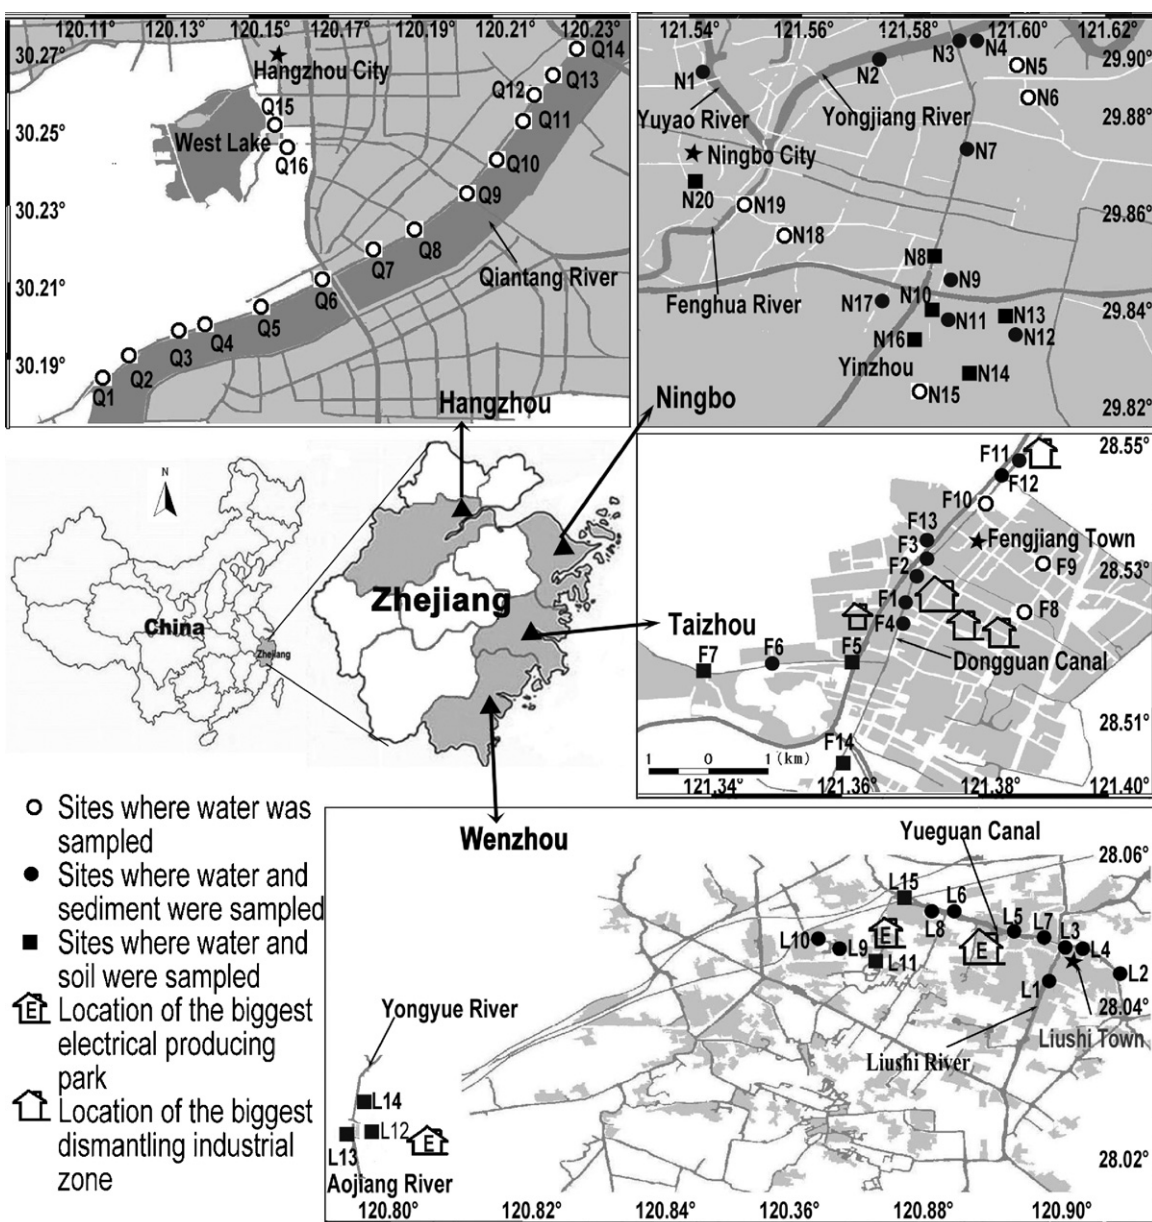 120.11° 120.13° 120.15° 120.17° 120.19° 120.21° 120.23°
30.27°
30.25°
30.23°
30.21°
30.19°
Hangzhou City
West Lake
Qiantang River
Q1
Q2
Q3
Q4
Q5
Q6
Q7
Q8
Q9
Q10
Q11
Q12
Q13
Q14
Q15
Q16
Hangzhou
121.54° 121.56° 121.58° 121.60° 121.62°
29.90°
29.88°
29.86°
29.84°
29.82°
N1
N2
N3
N4
N5
N6
N7
N8
N9
N10
N11
N12
N13
N14
N15
N16
N17
N18
N19
N20
Yuyao River
Yongjiang River
Ningbo City
Fenghua River
Yinzhou
Ningbo
N
China
Zhejiang
Zhejiang
Taizhou
Wenzhou
28.55°
28.53°
28.51°
121.34° 121.36° 121.38° 121.40°
F11
F12
F10
F13
F3
F2
F1
F4
F5
F6
F7
F8
F9
F14
Fengjiang Town
Dongguan Canal
1 0 1 (km)
Sites where water was
sampled
Sites where water and
sediment were sampled
Sites where water and
soil were sampled
E
Location of the biggest
electrical producing
park
Location of the biggest
dismantling industrial
zone
Yueguan Canal
28.06°
28.04°
28.02°
L15
L6
L8
L5
L7
L3
L4
L2
L1
L10
L9
L11
E
E
Liushi Town
Liushi River
Yongyue River
L14
L12
L13
E
Aojiang River
120.80° 120.82° 120.84° 120.36° 120.88° 120.90°